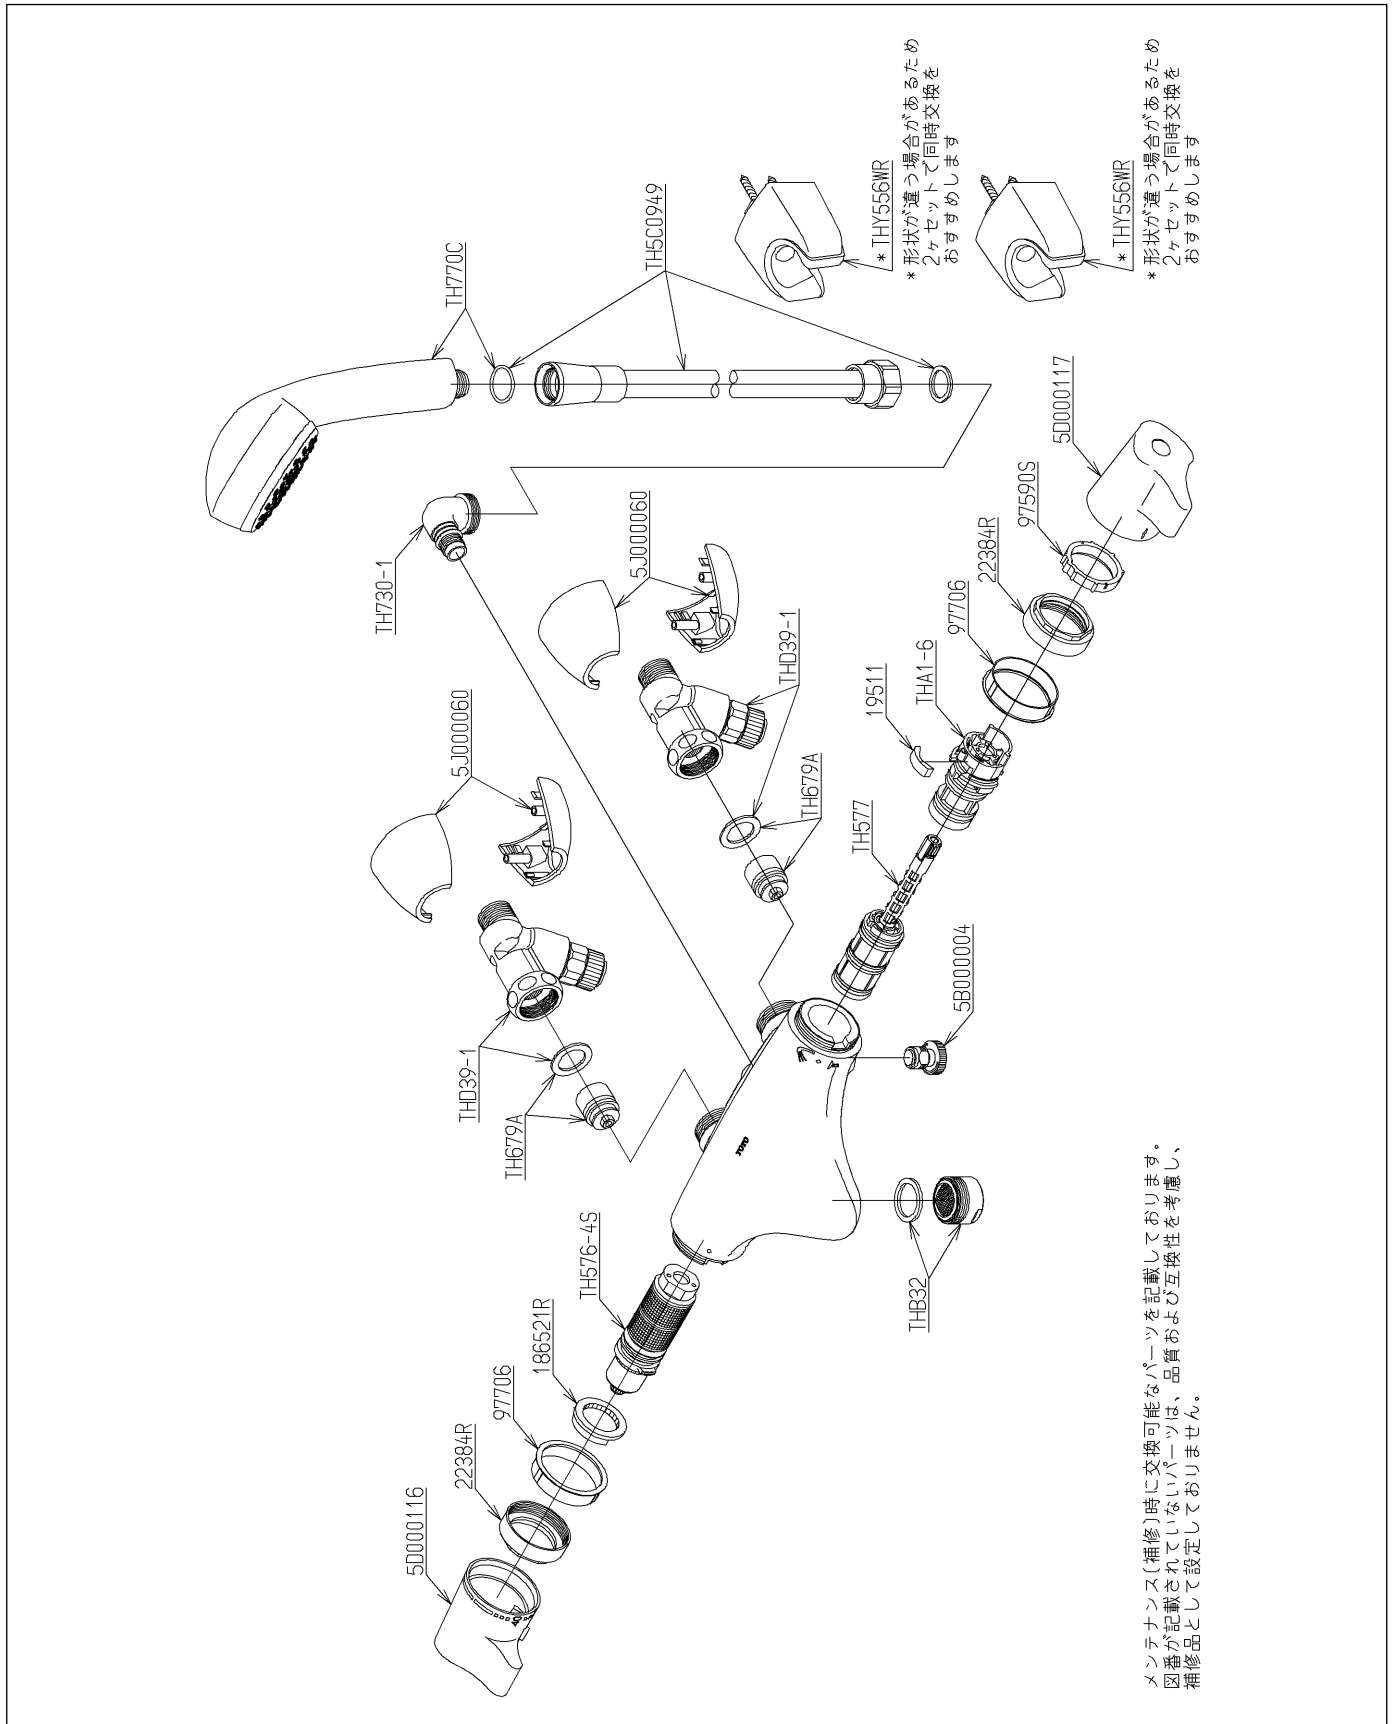 TH770C
TH5C0949
*THY556WR
*形状が違う場合があるため
2ヶセットで同時交換を
おすすめします
*THY556WR
*形状が違う場合があるため
2ヶセットで同時交換を
おすすめします
TH730-1
5J000060
5J000060
THD39-1
TH679A
THD39-1
TH679A
5D000117
97590S
22384R
97706
THA1-6
19511
TH577
5B000004
TOTO
THB32
TH576-4S
186521R
97706
22384R
5D000116
40
メンテナンス(補修)時に交換可能なパーツを記載しております。
図番が記載されていないパーツは、品質および互換性を考慮し、
補修品として設定しておりません。